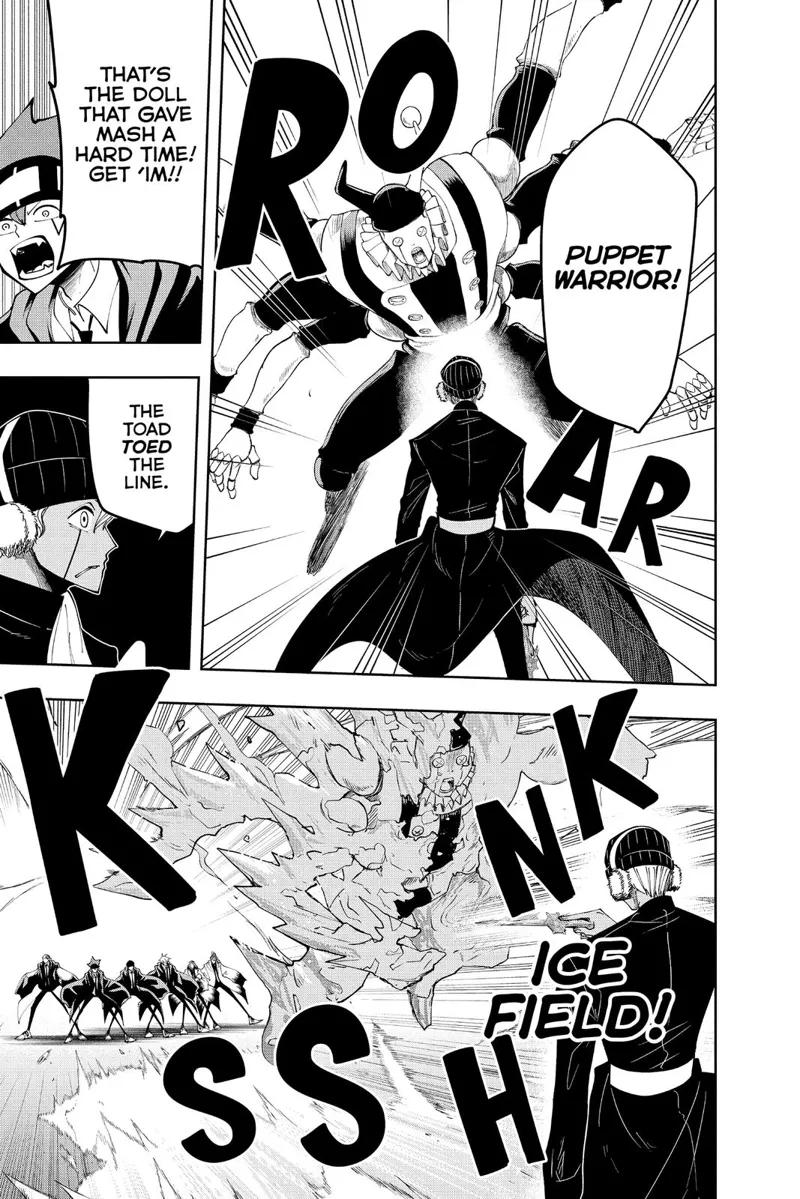 PUPPET
WARRIOR!
RO
AR
THAT'S
THE DOLL
THAT GAVE
MASH A
HARD TIME!
GET 'IM!!
THE
TOAD
TOED
THE
LINE.
K
NK
ICE
FIELD!
SSH